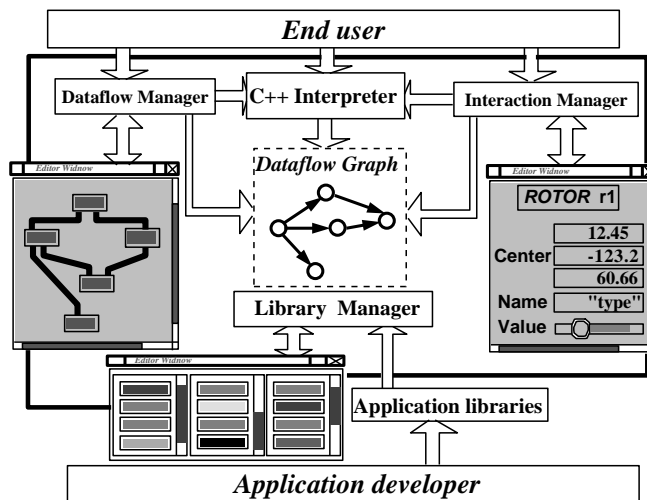 End user
Dataflow Manager
C++ Interpreter
Interaction Manager
Editor Widnow
Dataflow Graph
Editor Widnow
ROTOR r1
12.45
Center -123.2
60.66
Name "type"
Value
Library Manager
Editor Widnow
Application libraries
Application developer